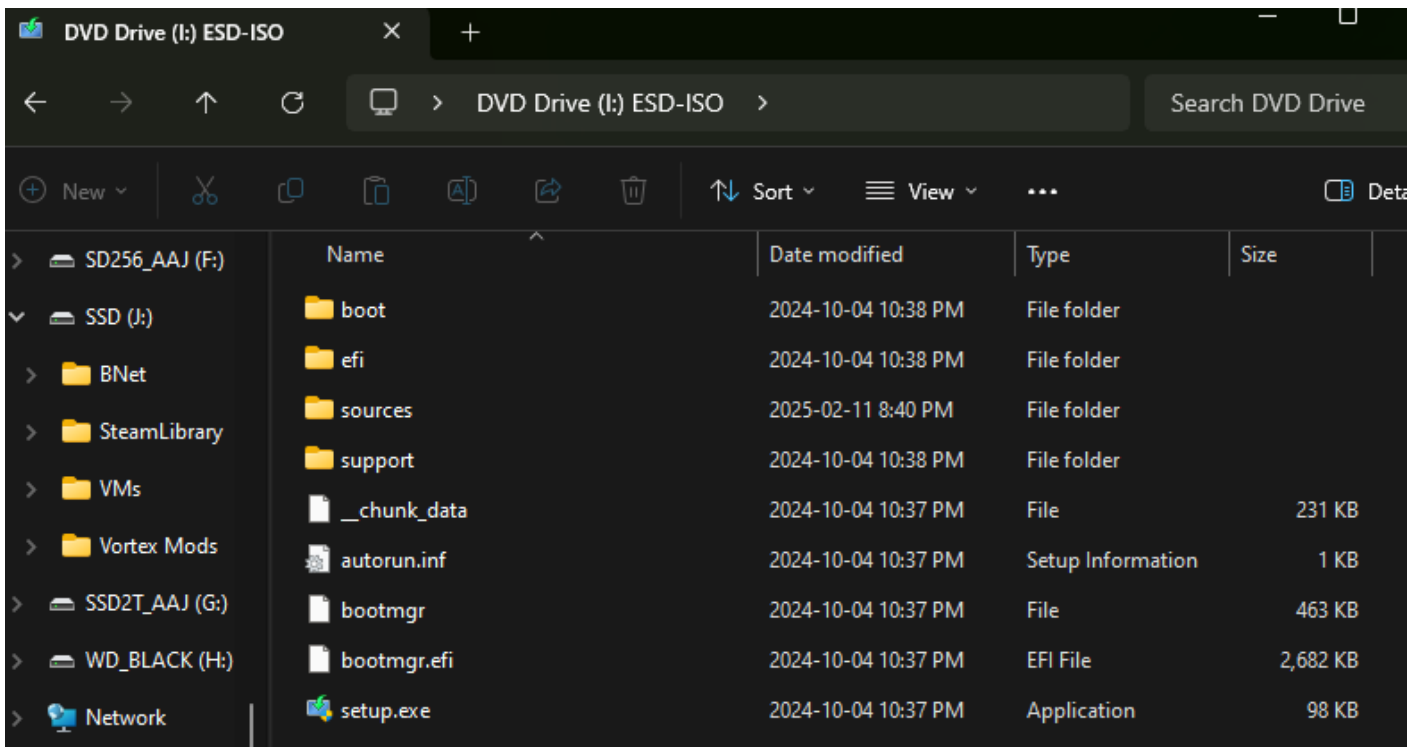 DVD Drive (I:) ESD-ISO
DVD Drive (I:) ESD-ISO
Search DVD Drive
New
Sort
View
Deta
SD256_AAJ (F:)
SSD (J:)
BNet
SteamLibrary
VMs
Vortex Mods
SSD2T_AAJ (G:)
WD_BLACK (H:)
Network
Name Date modified Type Size
boot 2024-10-04 10:38 PM File folder
efi 2024-10-04 10:38 PM File folder
sources 2025-02-11 8:40 PM File folder
support 2024-10-04 10:38 PM File folder
__chunk_data 2024-10-04 10:37 PM File 231 KB
autorun.inf 2024-10-04 10:37 PM Setup Information 1 KB
bootmgr 2024-10-04 10:37 PM File 463 KB
bootmgr.efi 2024-10-04 10:37 PM EFI File 2,682 KB
setup.exe 2024-10-04 10:37 PM Application 98 KB